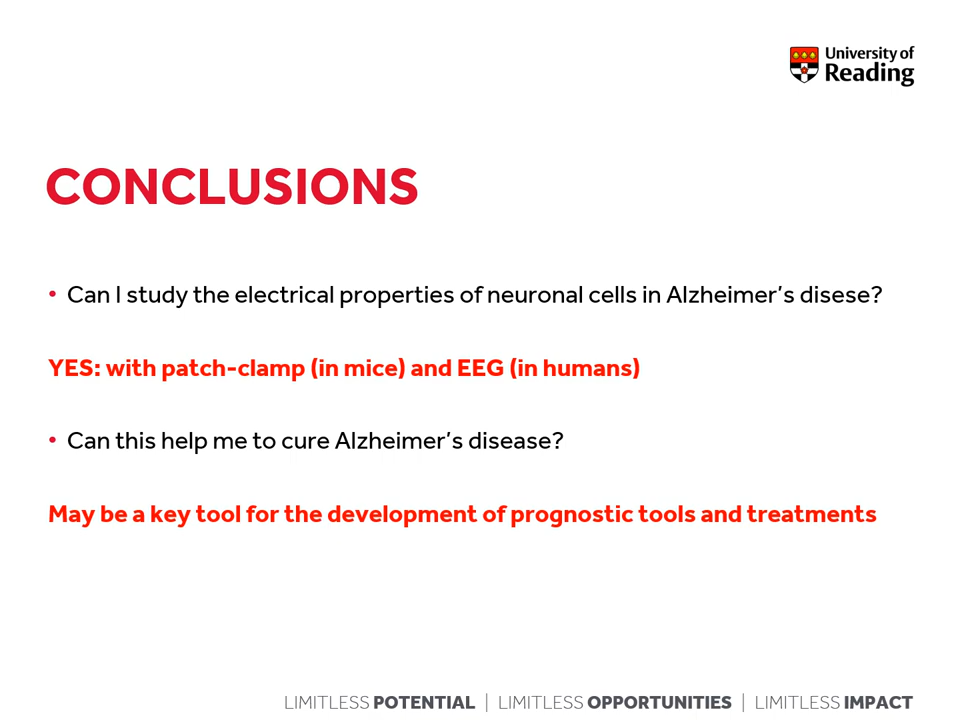 University of
Reading
CONCLUSIONS
• Can I study the electrical properties of neuronal cells in Alzheimer's disese?
YES: with patch-clamp (in mice) and EEG (in humans)
• Can this help me to cure Alzheimer's disease?
May be a key tool for the development of prognostic tools and treatments
LIMITLESS POTENTIAL | LIMITLESS OPPORTUNITIES | LIMITLESS IMPACT